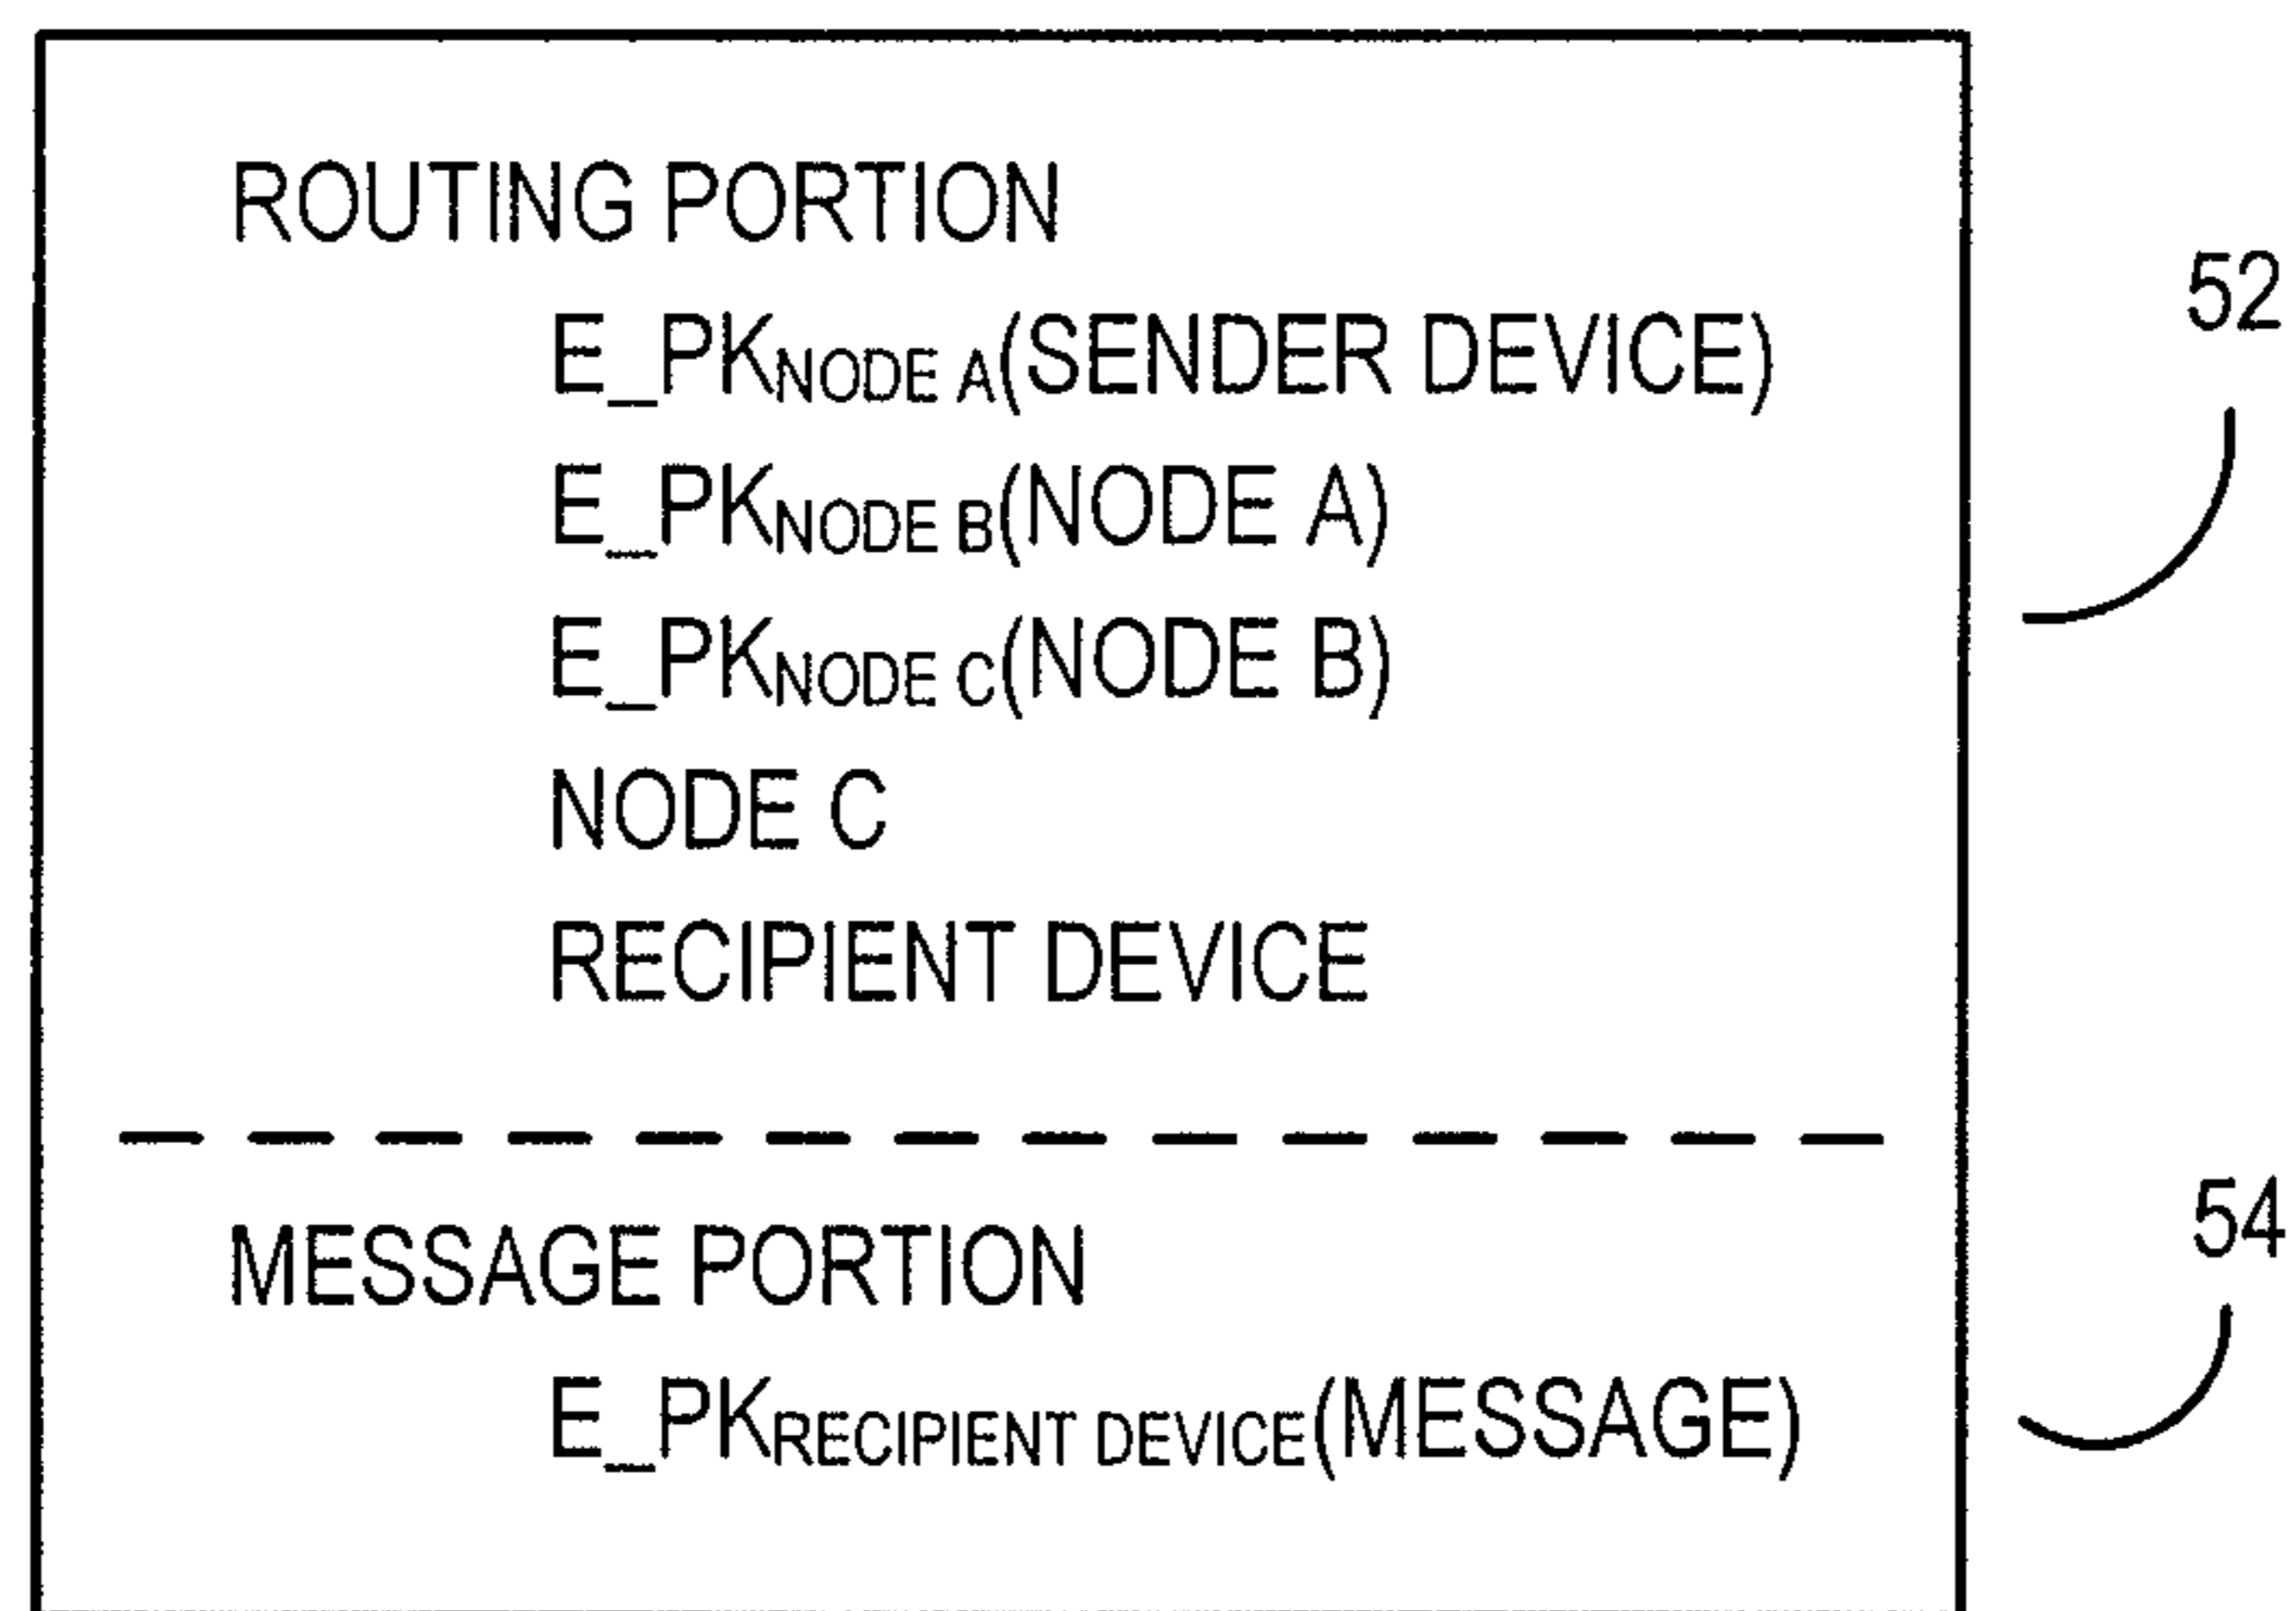 ROUTING PORTION
E_PKNODE A(SENDER DEVICE)
52
E_PKNODE B(NODE A)
E_PKNODE C(NODE B)
NODE C
RECIPIENT DEVICE
MESSAGE PORTION
54
E_PKRECIPIENT DEVICE(MESSAGE)